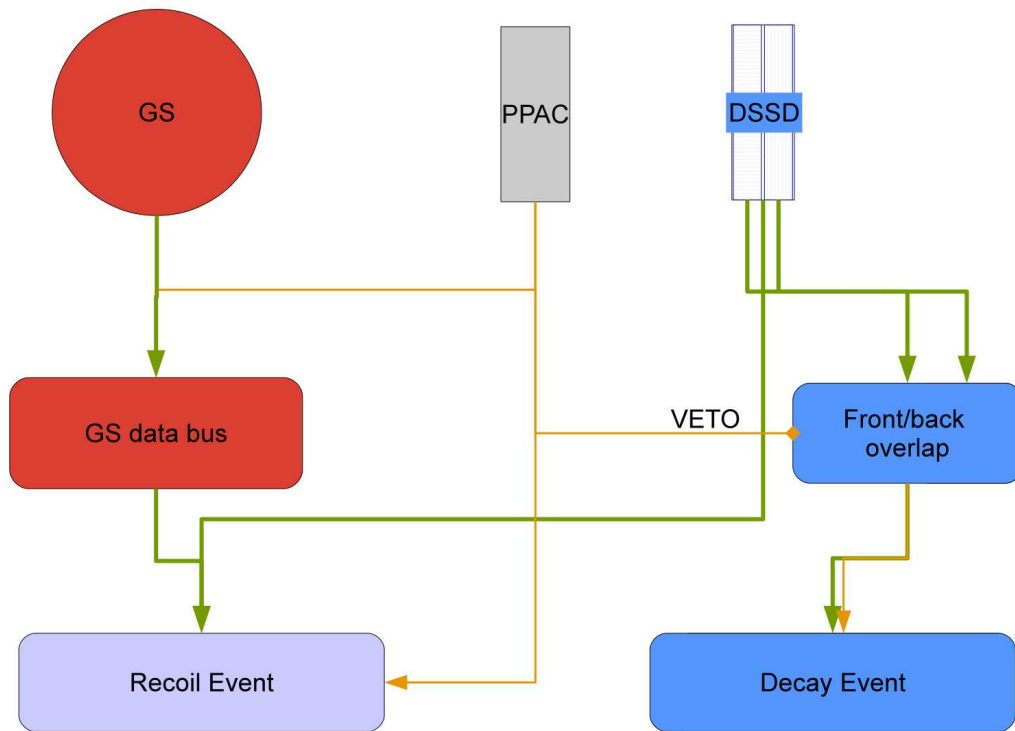 GS
PPAC
DSSD
GS data bus
VETO
Front/back
overlap
Recoil Event
Decay Event